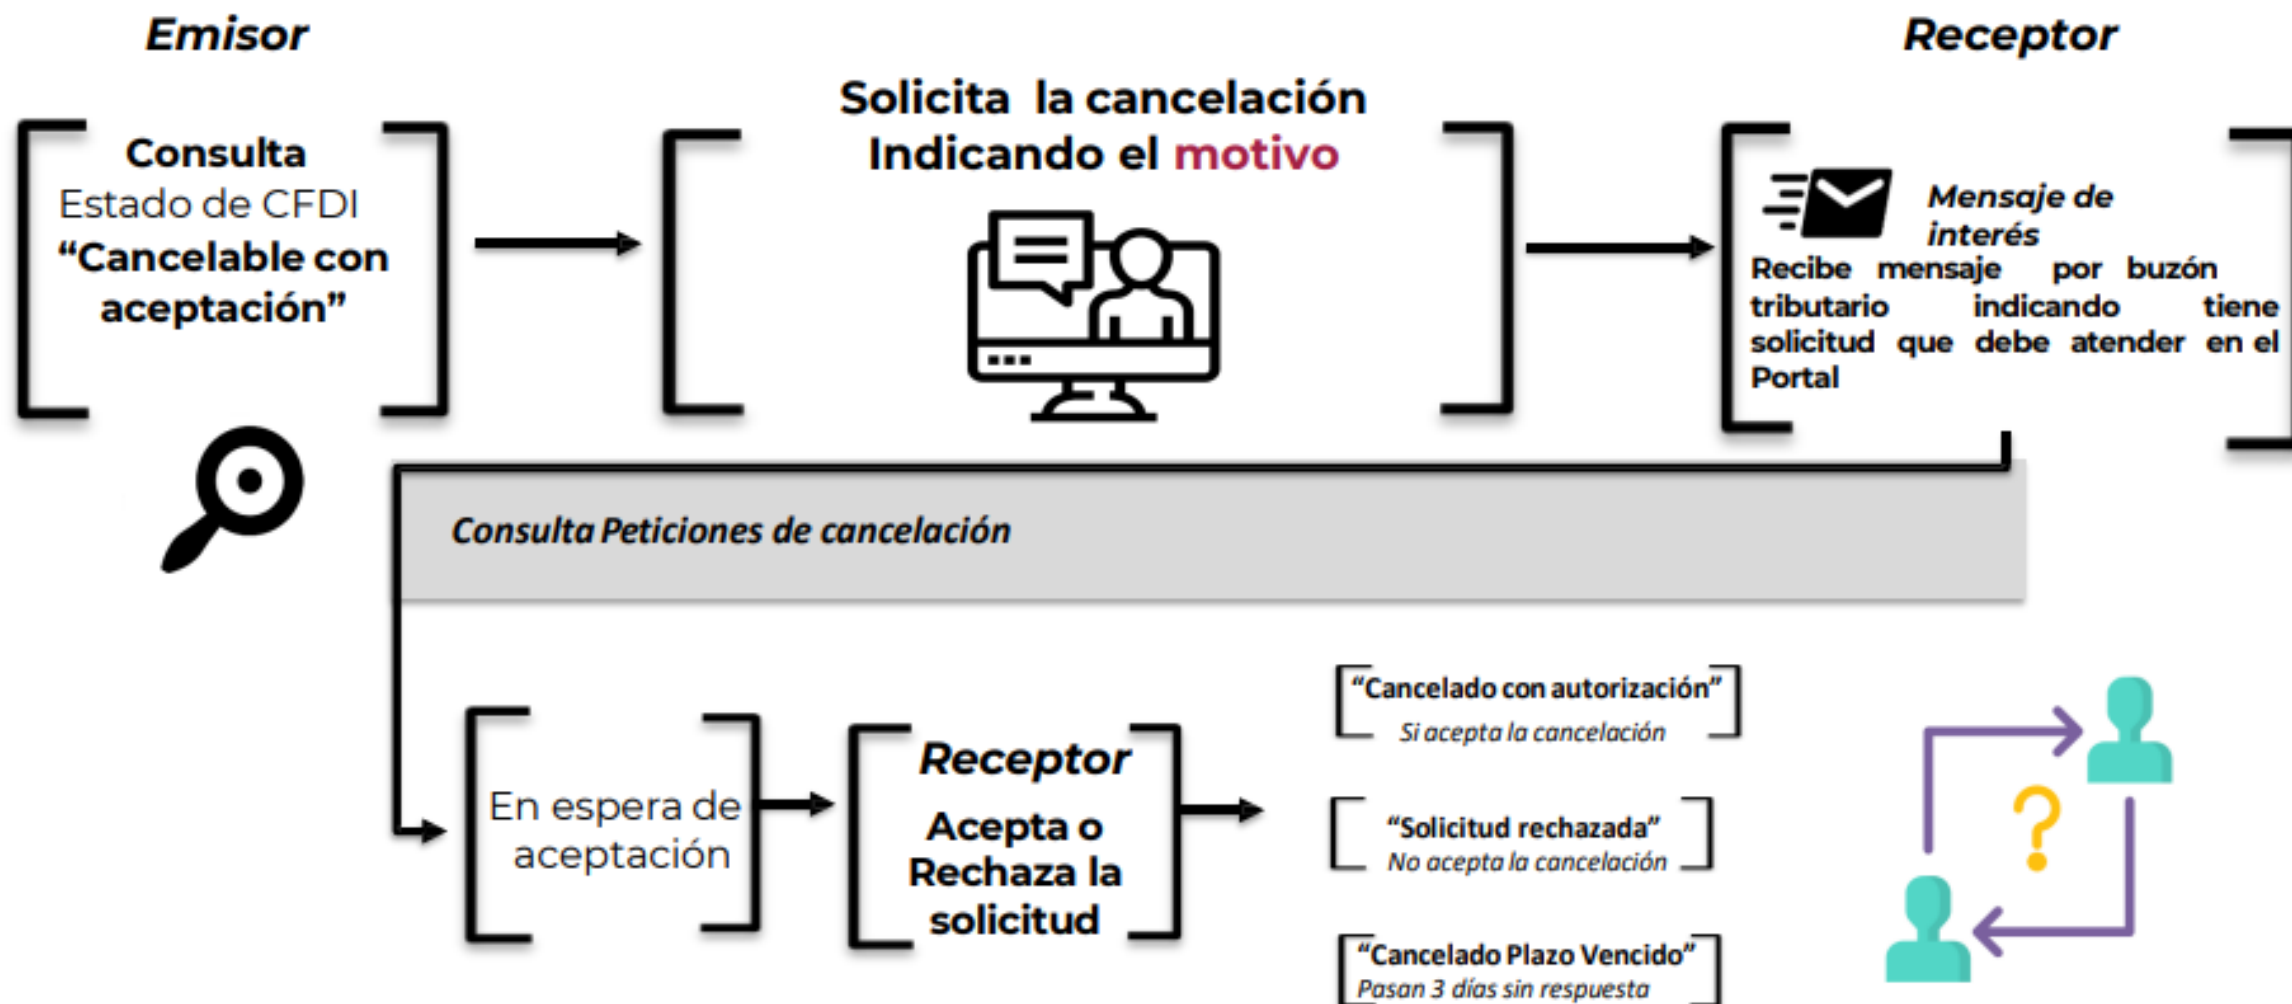 Emisor
Consulta
Estado de CFDI
“Cancelable con
aceptación”
Solicita la cancelación
Indicando el motivo
Receptor
Mensaje de
interés
Recibe mensaje por buzón
tributario indicando tiene
solicitud que debe atender en el
Portal
Consulta Peticiones de cancelación
En espera de
aceptación
Receptor
Acepta o
Rechaza la
solicitud
“Cancelado con autorización”
Si acepta la cancelación
“Solicitud rechazada”
No acepta la cancelación
“Cancelado Plazo Vencido”
Pasan 3 días sin respuesta
?